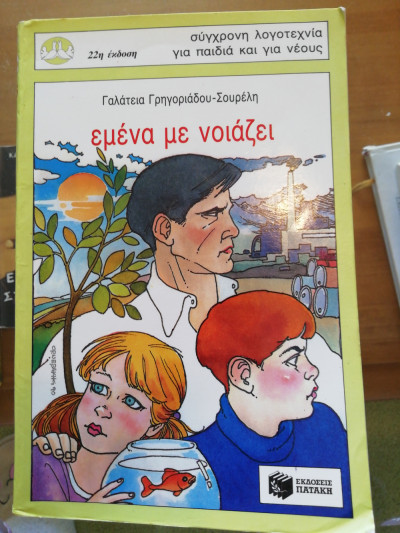 σύγχρονη λογοτεχνία
22η έκδοση
για παιδιά και για νέους
Γαλάτεια Γρηγοριάδου-Σουρέλη
εμένα με νοιάζει
ΕΚΔΟΣΕΙΣ
ΠΑΤΑΚΗ